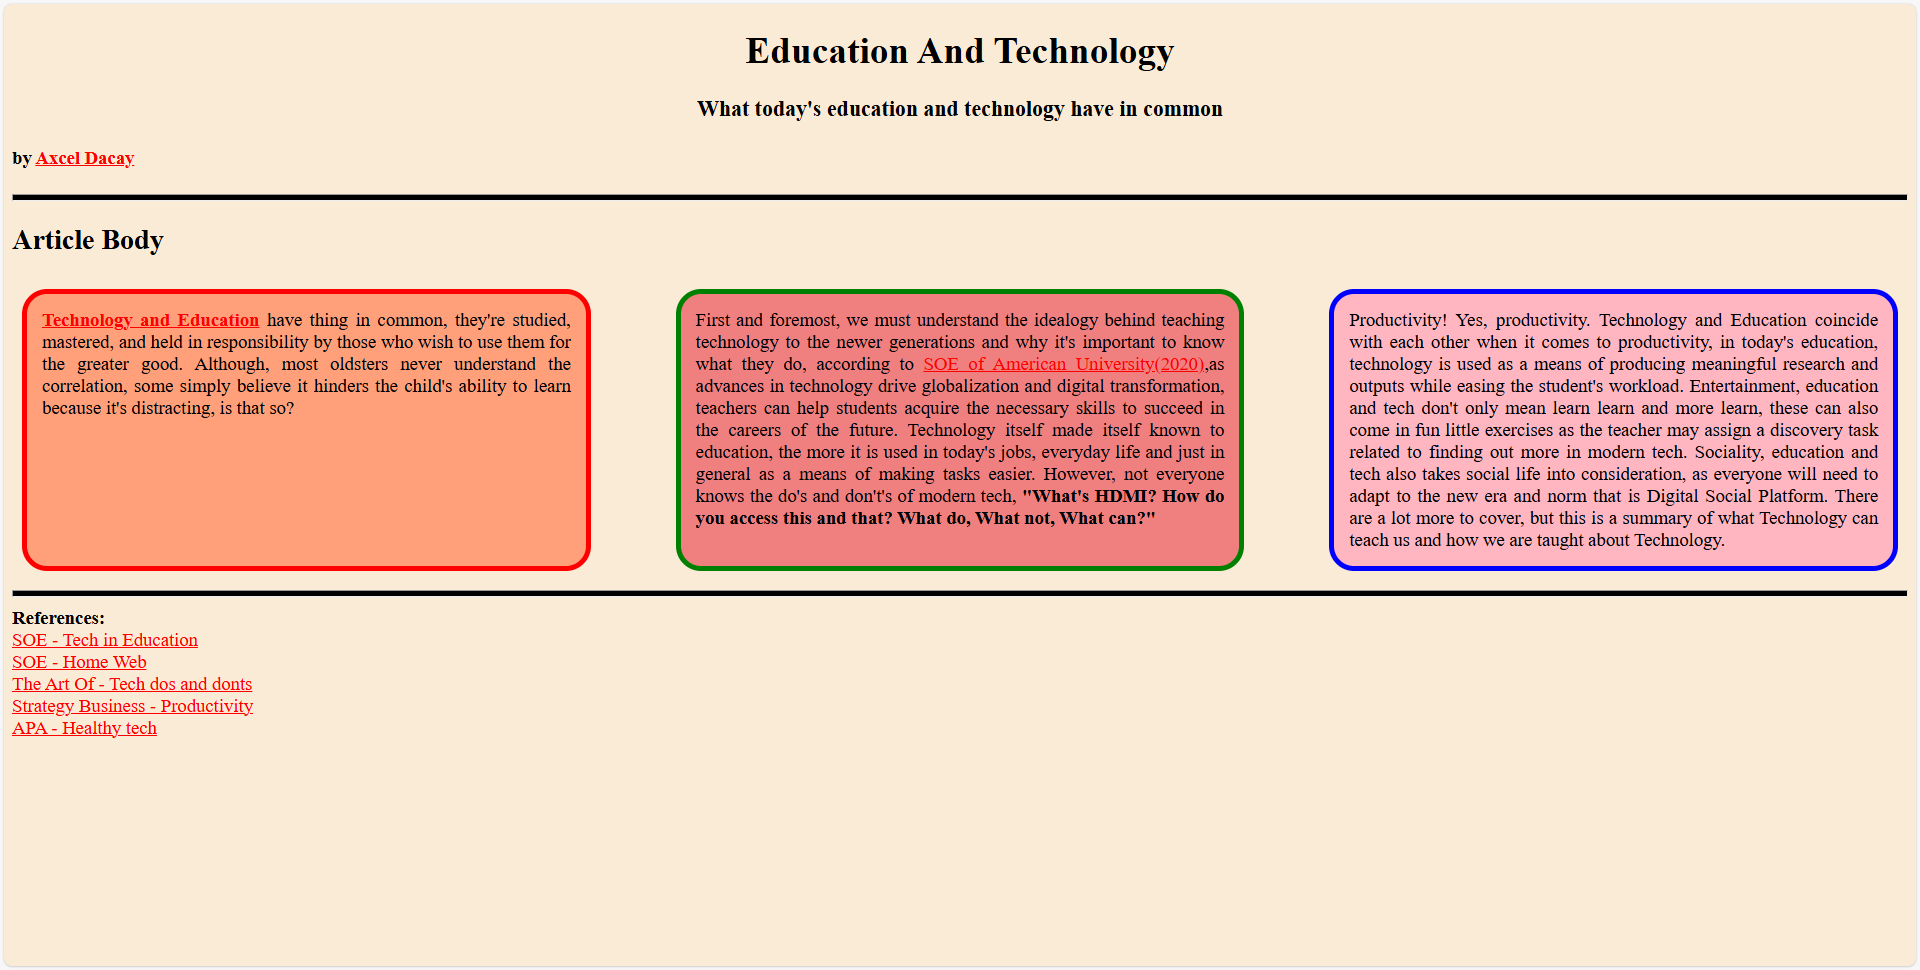 Education And Technology
What today's education and technology have in common
by Axcel Dacay
Article Body
Technology and Education have thing in common, they're studied,
mastered, and held in responsibility by those who wish to use them for
the greater good. Although, most oldsters never understand the
correlation, some simply believe it hinders the child's ability to learn
because it's distracting, is that so?
First and foremost, we must understand the idealogy behind teaching
technology to the newer generations and why it's important to know
what they do, according to SOE of American University(2020),as
advances in technology drive globalization and digital transformation,
teachers can help students acquire the necessary skills to succeed in
the careers of the future. Technology itself made itself known to
education, the more it is used in today's jobs, everyday life and just in
general as a means of making tasks easier. However, not everyone
knows the do's and don't's of modern tech, "What's HDMI? How do
you access this and that? What do, What not, What can?"
Productivity! Yes, productivity. Technology and Education coincide
with each other when it comes to productivity, in today's education,
technology is used as a means of producing meaningful research and
outputs while easing the student's workload. Entertainment, education
and tech don't only mean learn learn and more learn, these can also
come in fun little exercises as the teacher may assign a discovery task
related to finding out more in modern tech. Sociality, education and
tech also takes social life into consideration, as everyone will need to
adapt to the new era and norm that is Digital Social Platform. There
are a lot more to cover, but this is a summary of what Technology can
teach us and how we are taught about Technology.
References:
SOE - Tech in Education
SOE - Home Web
The Art Of - Tech dos and donts
Strategy Business - Productivity
APA - Healthy tech